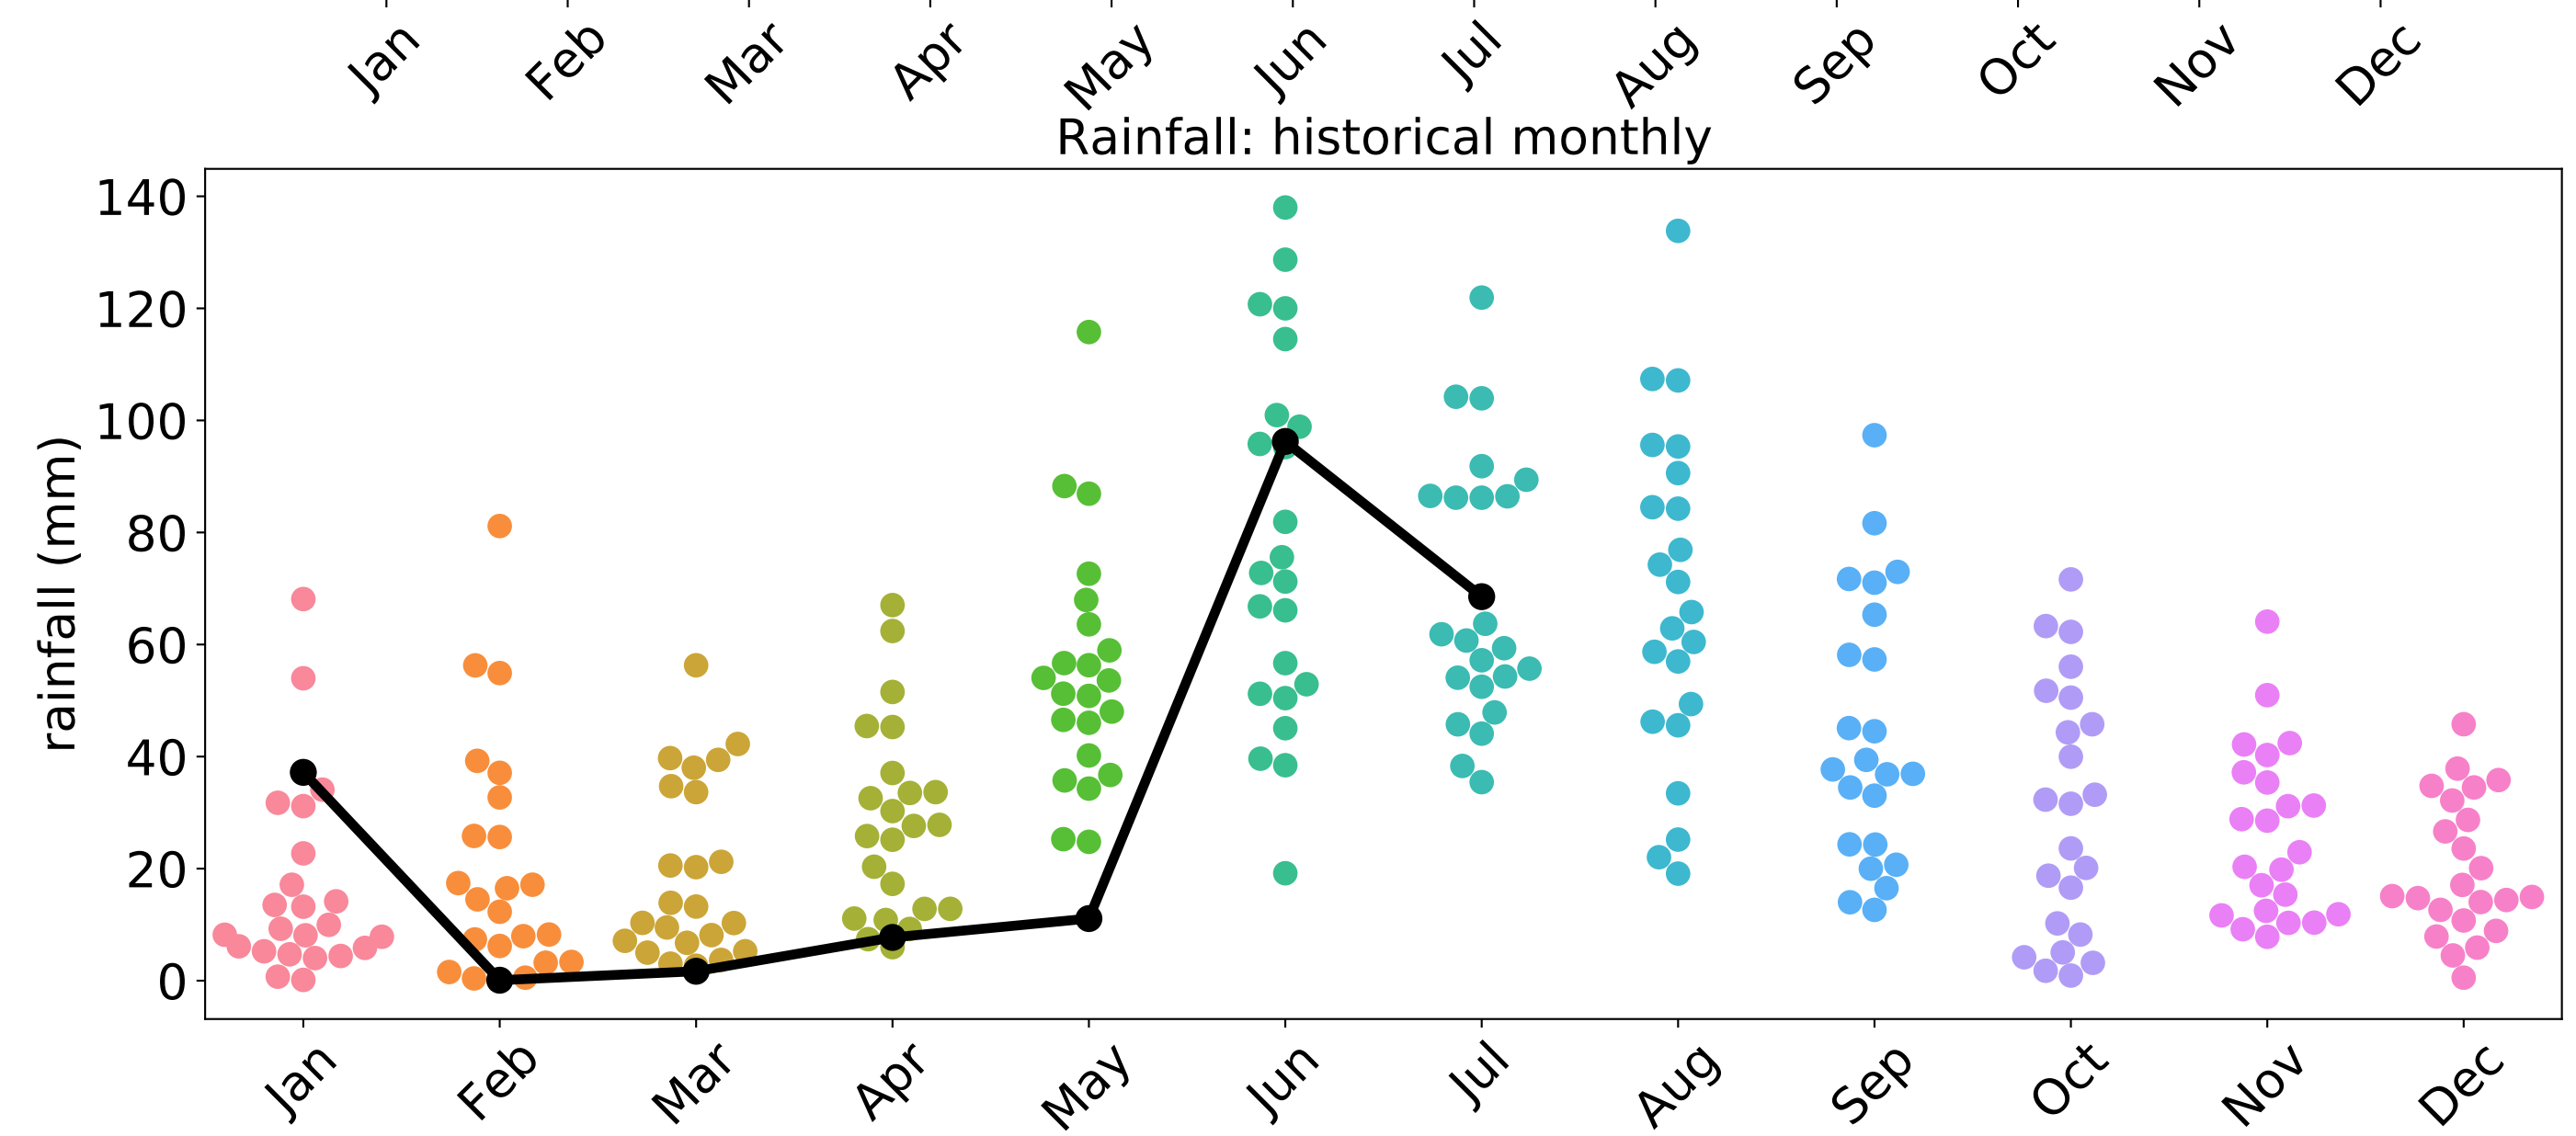 Jan Feb Mar Apr May Jun Jul Aug Sep Oct Nov Dec
Rainfall: historical monthly
140
120
100
80
60
40
20
0
rainfall (mm)
Jan Feb Mar Apr May Jun Jul Aug Sep Oct Nov Dec